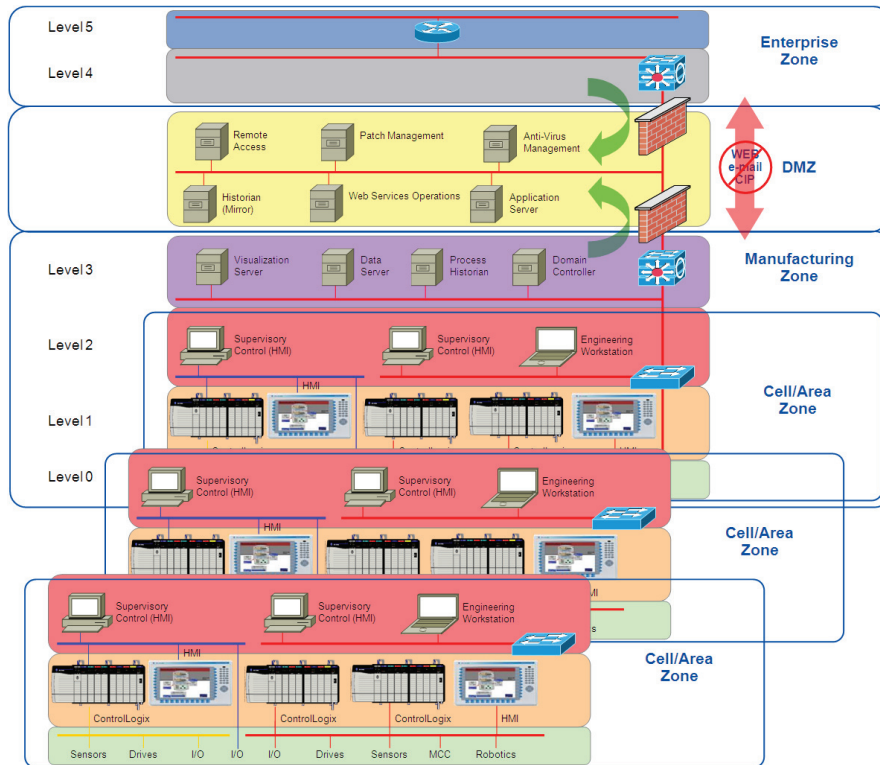 Level 5
Enterprise
Zone
Level 4
Remote
Access
Patch Management
Anti-Virus
Management
WEB
e-mail
CIP
DMZ
Historian
(Mirror)
Web Services Operations
Application
Server
Level 3
Visualization
Server
Data
Server
Process
Historian
Domain
Controller
Manufacturing
Zone
Level 2
Supervisory
Control (HMI)
Supervisory
Control (HMI)
Engineering
Workstation
HMI
Cell/Area
Zone
Level 1
HMI
Level 0
Supervisory
Control (HMI)
Supervisory
Control (HMI)
Engineering
Workstation
HMI
Cell/Area
Zone
Supervisory
Control (HMI)
Supervisory
Control (HMI)
Engineering
Workstation
HMI
Cell/Area
Zone
ControlLogix
ControlLogix
ControlLogix
HMI
Sensors
Drives
I/O
I/O
I/O
Drives
Sensors
MCC
Robotics